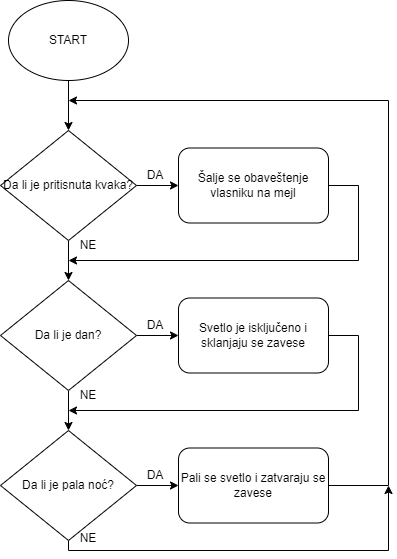 START
Da li je pritisnuta kvaka?
DA
Šalje se obaveštenje
vlasniku na mejl
NE
Da li je dan?
DA
Svetlo je isključeno i
sklanjaju se zavese
NE
Da li je pala noć?
DA
Pali se svetlo i zatvaraju se
zavese
NE